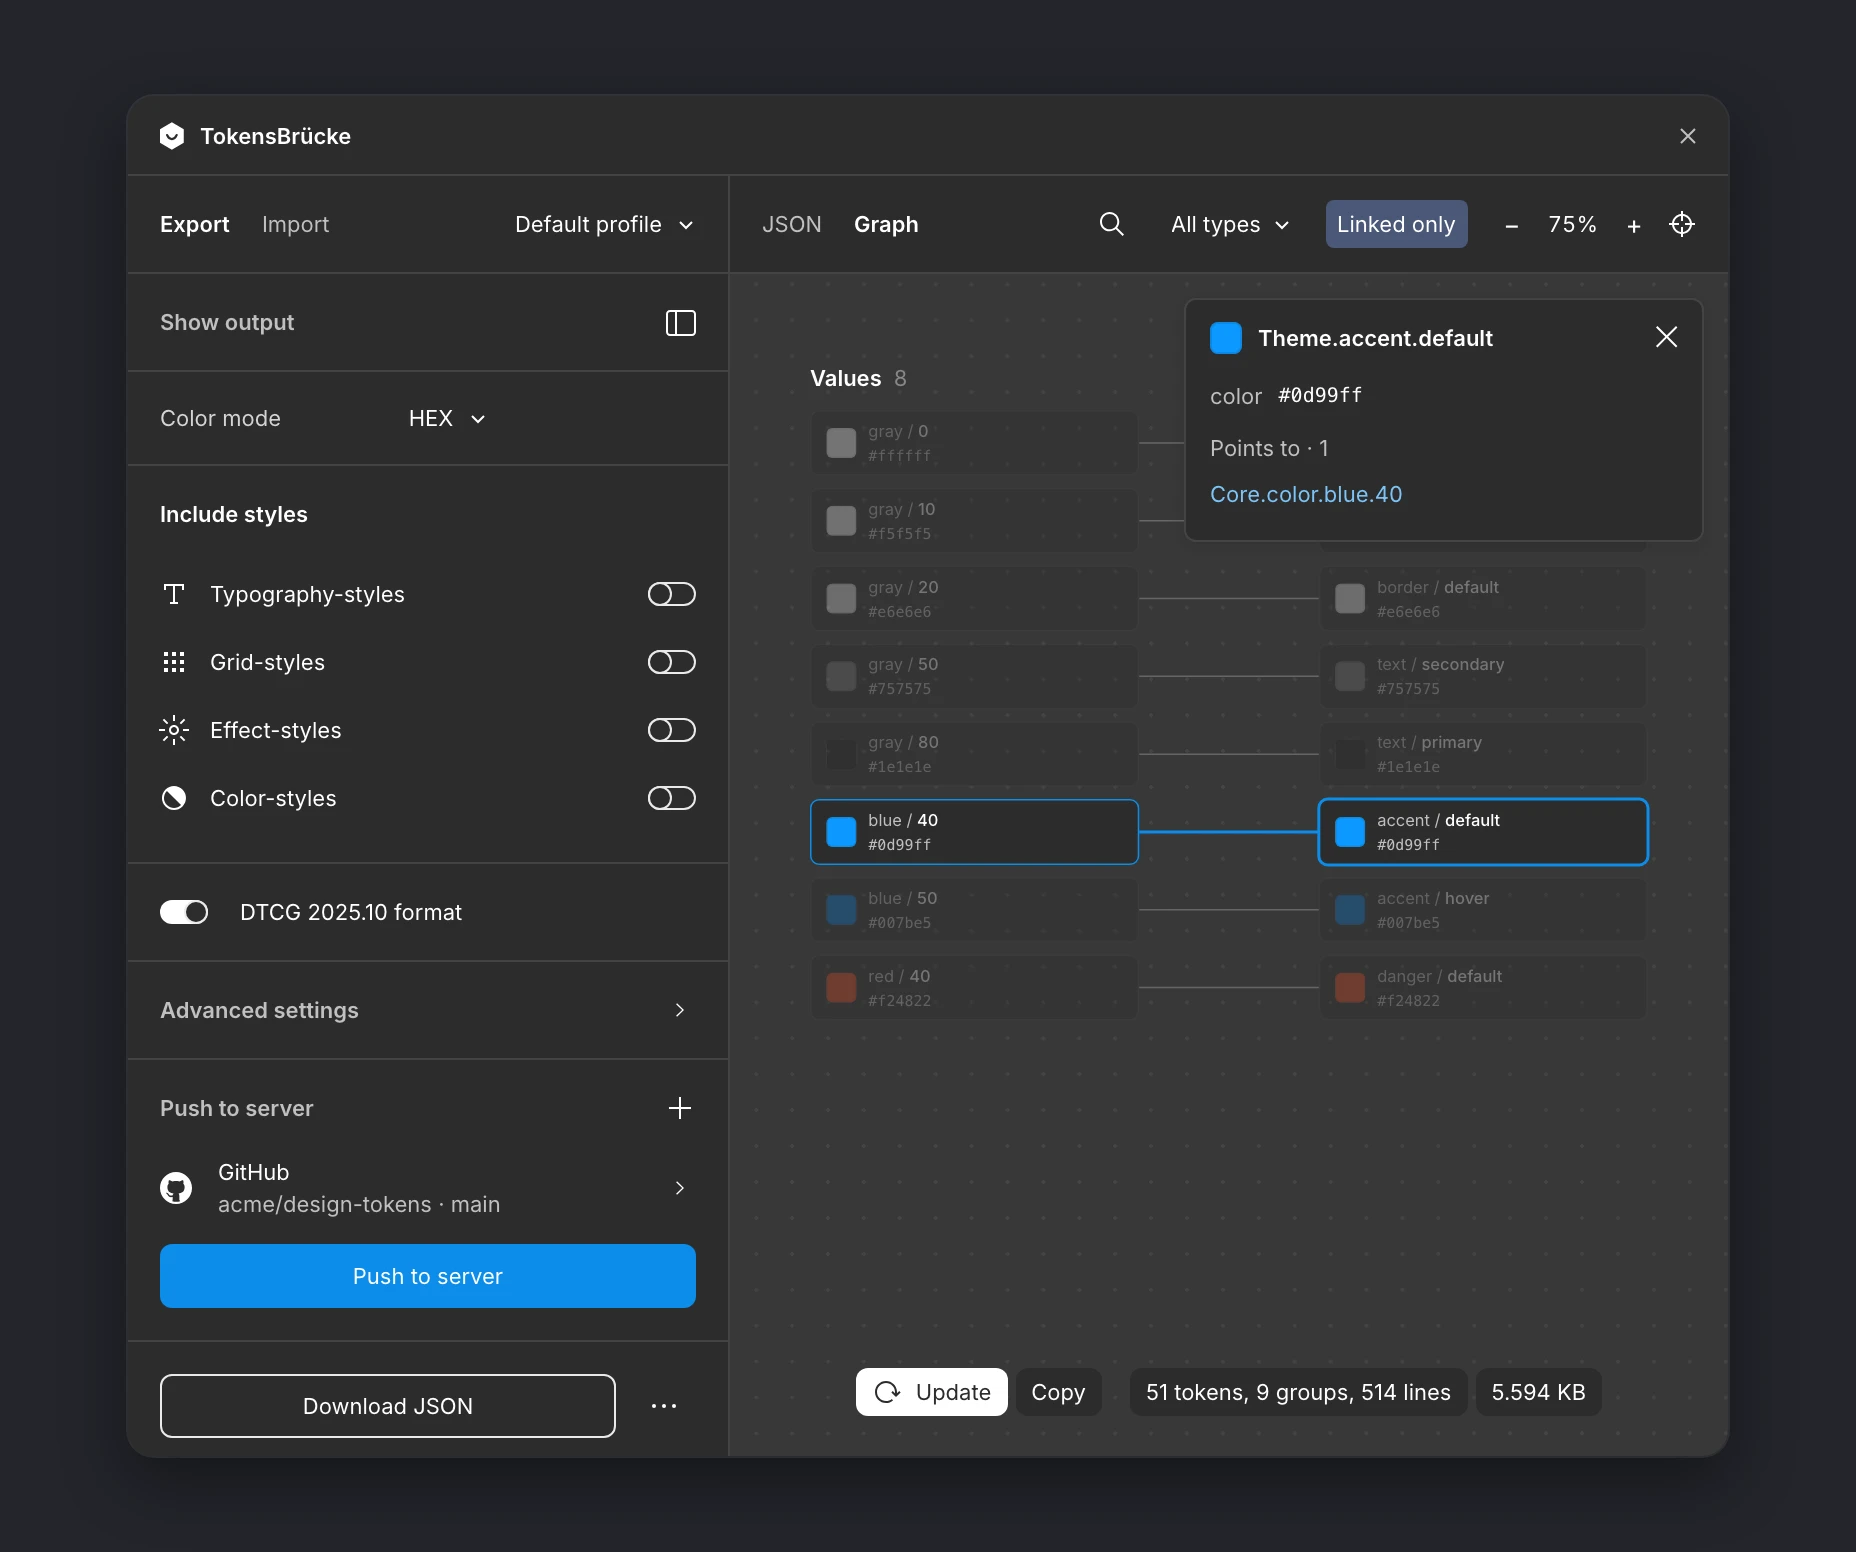 TokensBrücke
Export Import Default profile
Show output
Color mode HEX
Include styles
Typography-styles
Grid-styles
Effect-styles
Color-styles
DTCG 2025.10 format
Advanced settings
Push to server
GitHub
acme/design-tokens · main
Push to server
Download JSON
JSON Graph All types Linked only − 75% +
Theme.accent.default
color #0d99ff
Points to · 1
Core.color.blue.40
Values 8
gray / 0
#ffffff
gray / 10
#f5f5f5
gray / 20
#e6e6e6
gray / 50
#757575
gray / 80
#1e1e1e
blue / 40
#0d99ff
blue / 50
#007be5
red / 40
#f24822
border / default
#e6e6e6
text / secondary
#757575
text / primary
#1e1e1e
accent / default
#0d99ff
accent / hover
#007be5
danger / default
#f24822
Update Copy 51 tokens, 9 groups, 514 lines 5.594 KB